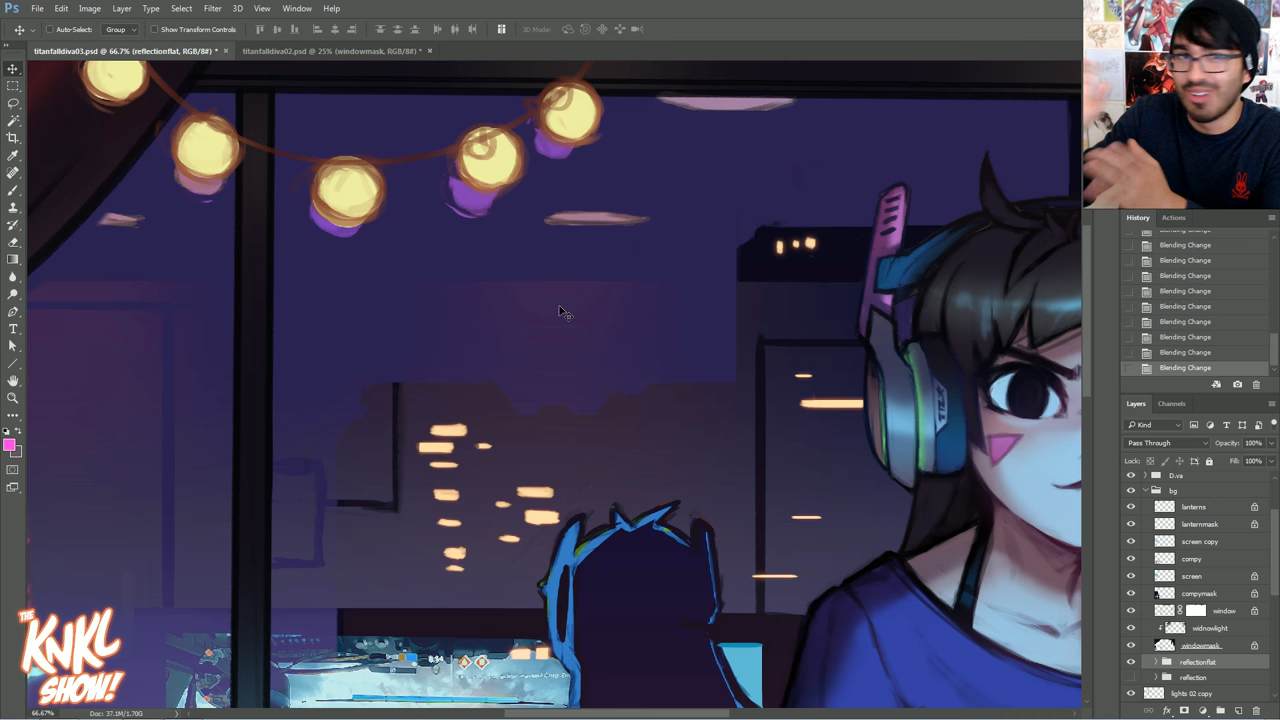 Ps File Edit Image Layer Type Select Filter 3D View Window Help
Auto-Select: Group Show Transform Controls 3D Mode:
titanfalldiva03.psd @ 66.7% (reflectionflat, RGB/8#) * × titanfalldiva02.psd @ 25% (windowmask, RGB/8#) * ×
History Actions
Blending Change
Blending Change
Blending Change
Blending Change
Blending Change
Blending Change
Blending Change
Blending Change
Blending Change
Blending Change
Layers Channels
Kind
Pass Through Opacity: 100%
Lock: Fill: 100%
D.va
bg
lanterns
lanternmask
screen copy
compy
screen
compymask
window
widnowlight
windowmask
reflectionflat
reflection
lights 02 copy
THE
KNKL
SHOW!
66.67% Doc: 37.1M/1.70G